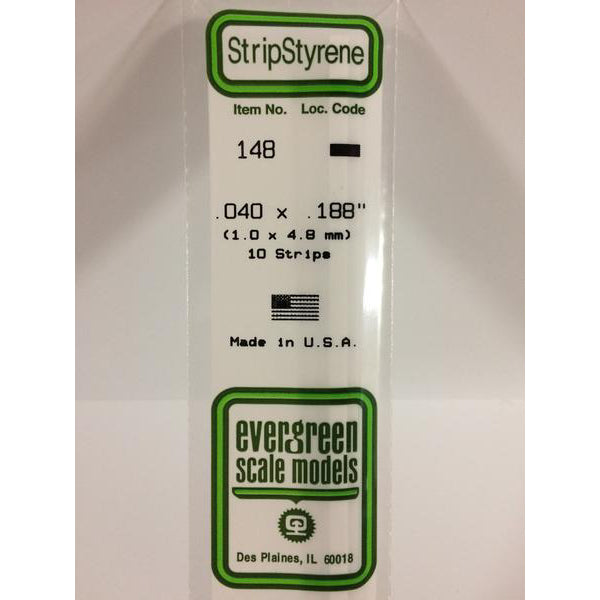 StripStyrene
Item No. Loc. Code
148
.040 x .188"
(1.0 x 4.8 mm)
10 Strips
Made in U.S.A.
evergreen
scale models
Des Plaines, IL 60018